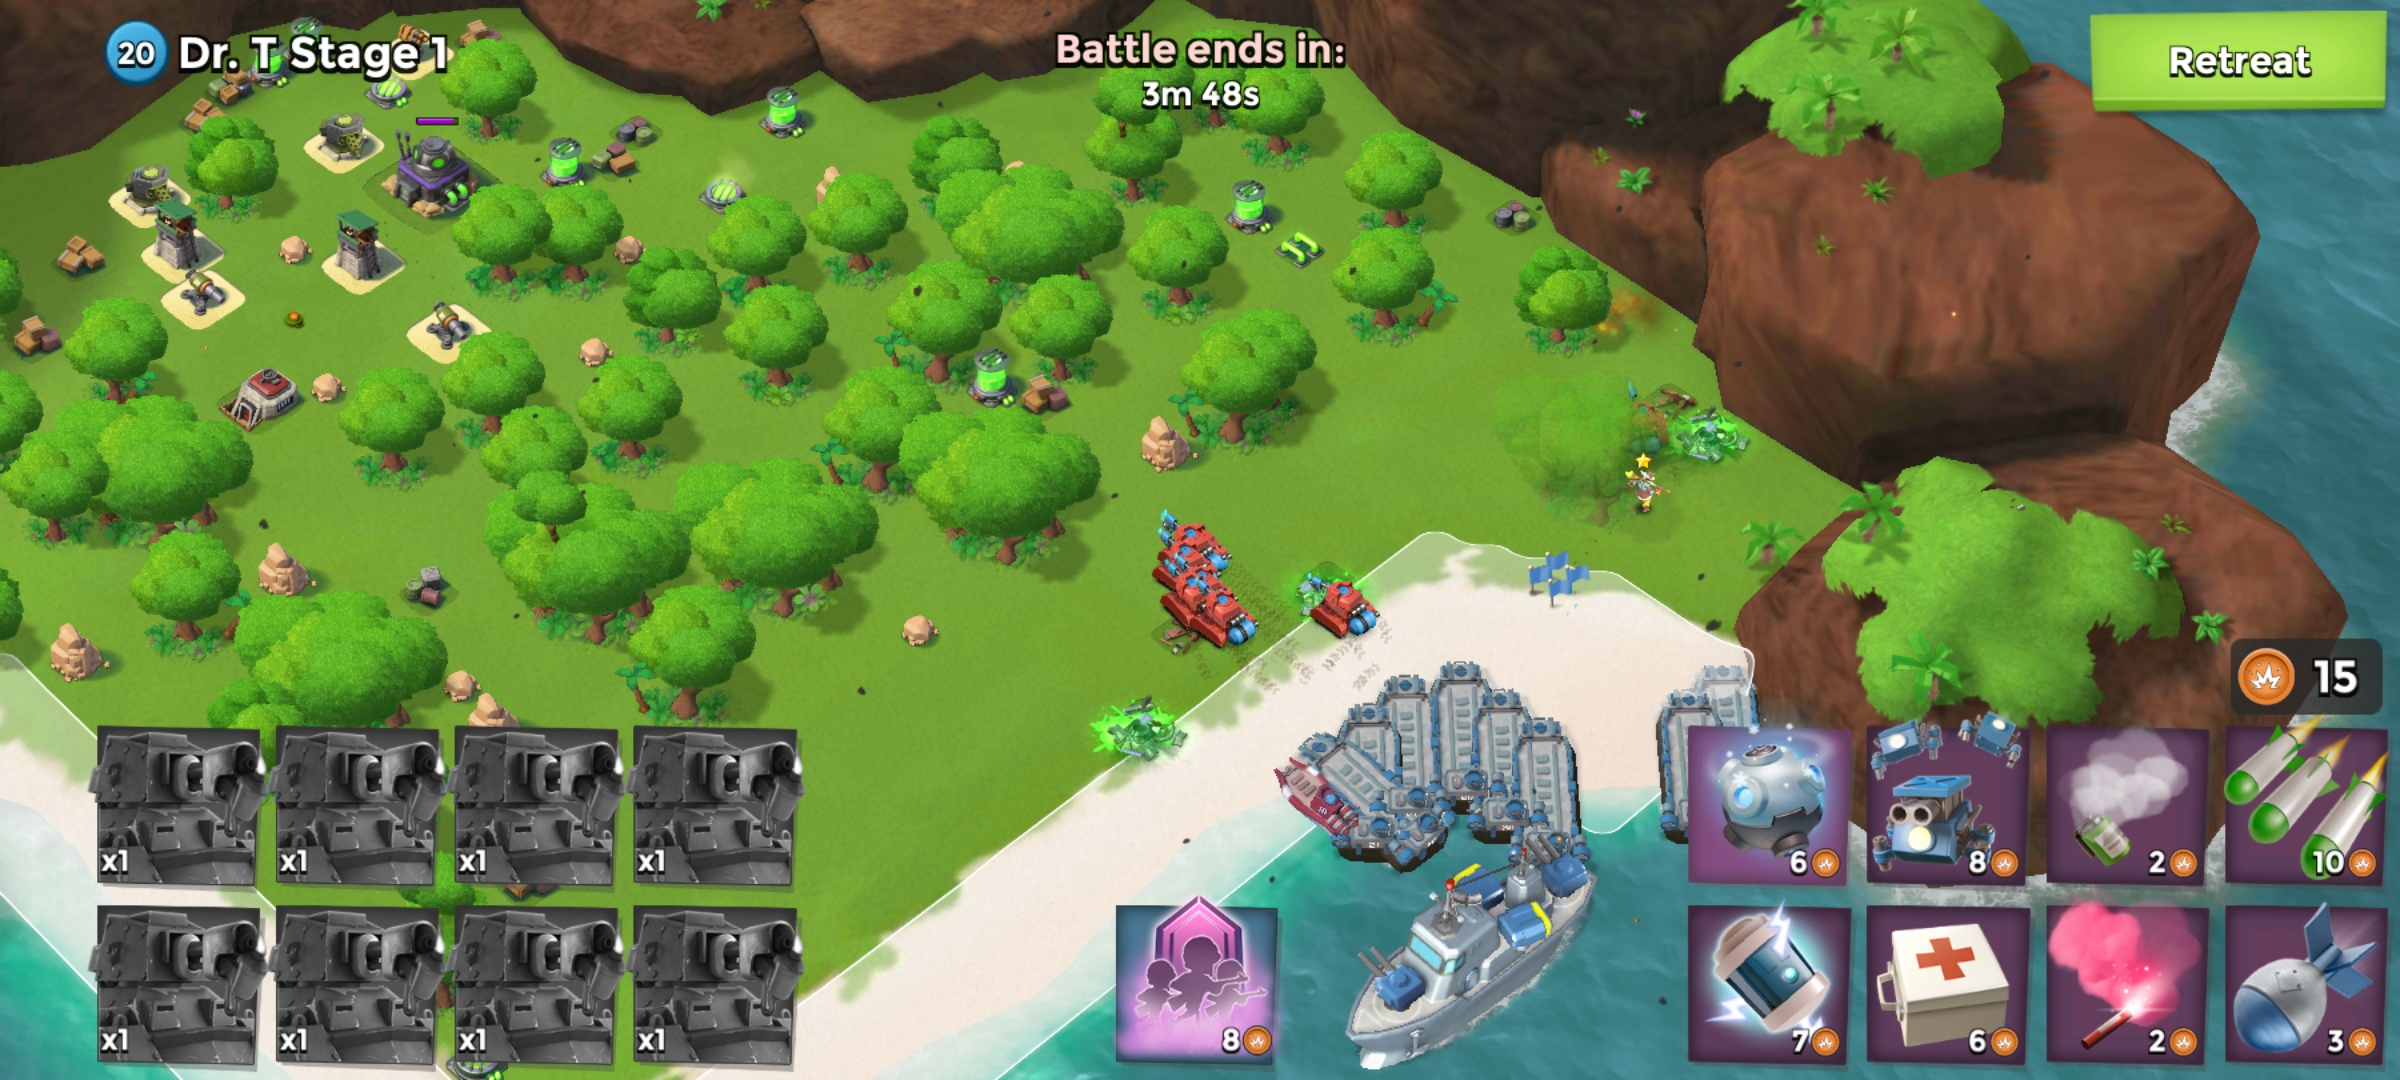 20 Dr. T Stage 1
Battle ends in:
3m 48s
Retreat
15
x1 x1 x1 x1
6 8 2 10
x1 x1 x1 x1
8
7 6 2 3